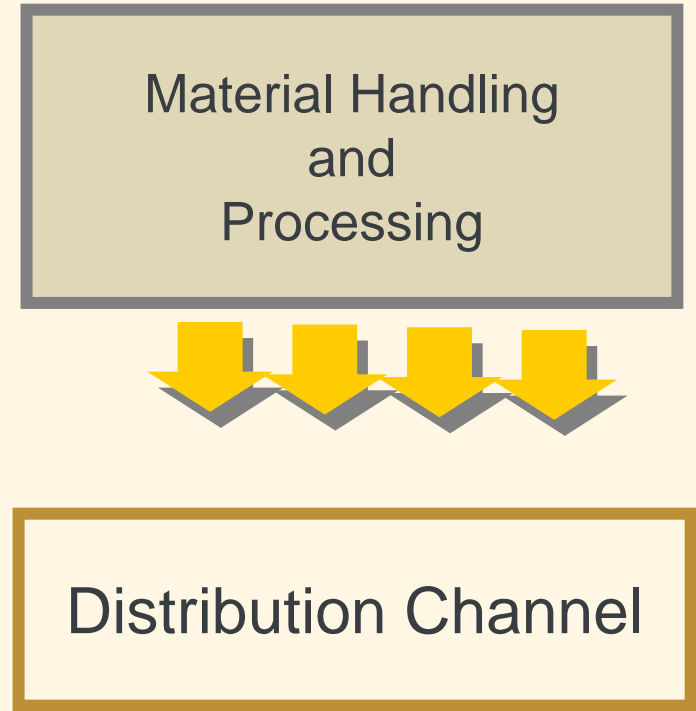 Material Handling
and
Processing
Distribution Channel